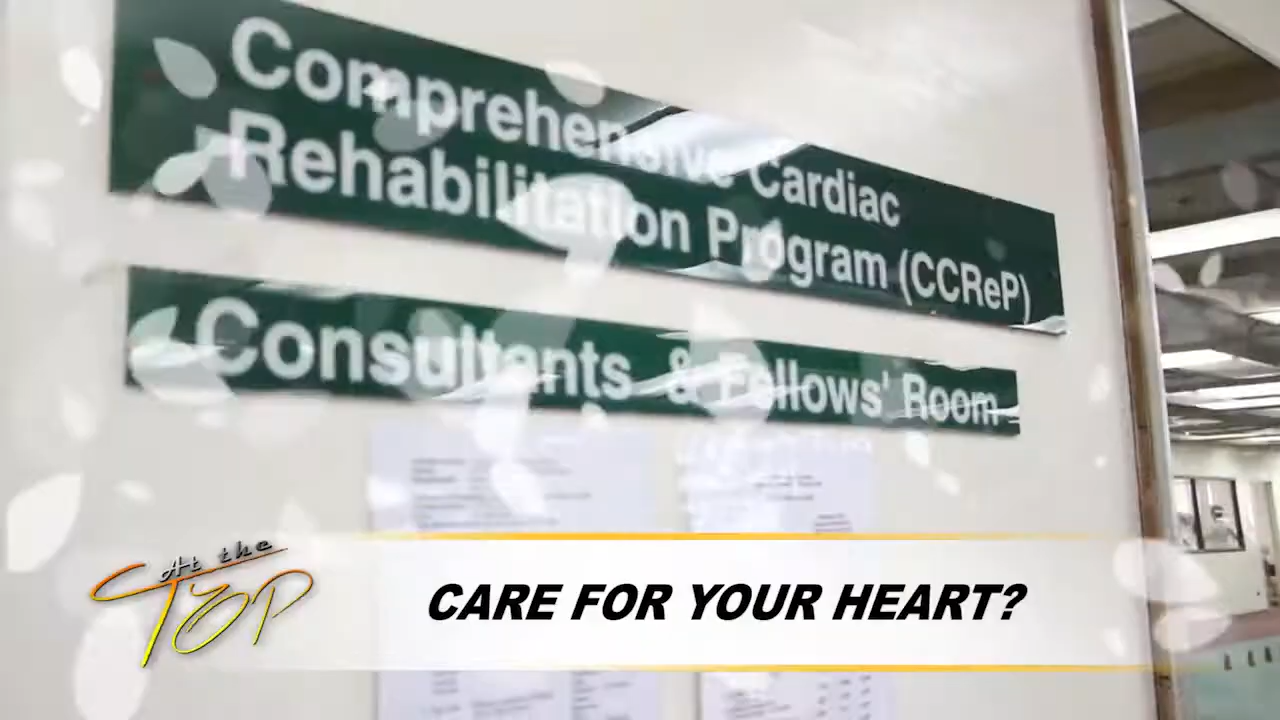 Comprehensive Cardiac
Rehabilitation Program (CCReP)
Consultants & Fellows' Room
At the
TOP
CARE FOR YOUR HEART?